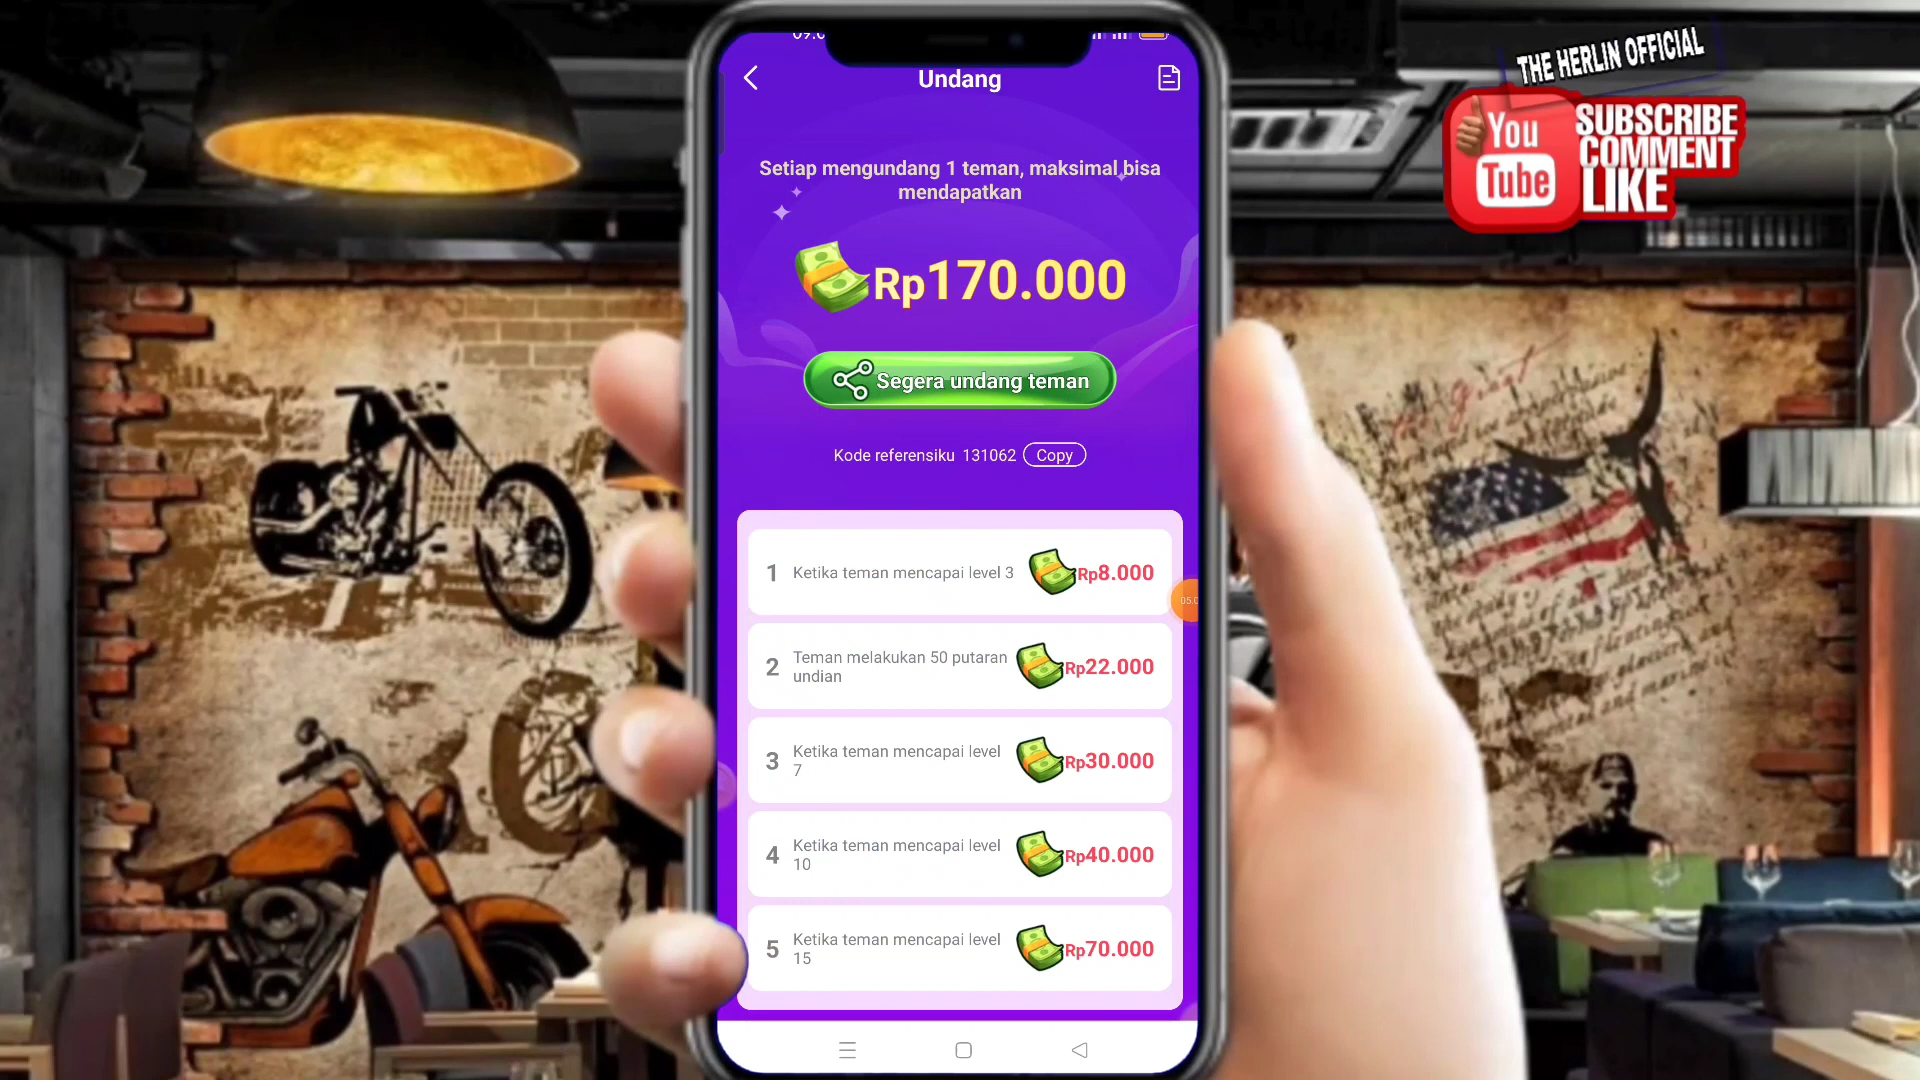 THE HERLIN OFFICIAL
You
Tube
SUBSCRIBE
COMMENT
LIKE
Undang
Setiap mengundang 1 teman, maksimal bisa
mendapatkan
Rp170.000
Segera undang teman
Kode referensiku 131062 Copy
1 Ketika teman mencapai level 3 Rp8.000
2 Teman melakukan 50 putaran
undian
Rp22.000
3 Ketika teman mencapai level
7
Rp30.000
4 Ketika teman mencapai level
10
Rp40.000
5 Ketika teman mencapai level
15
Rp70.000